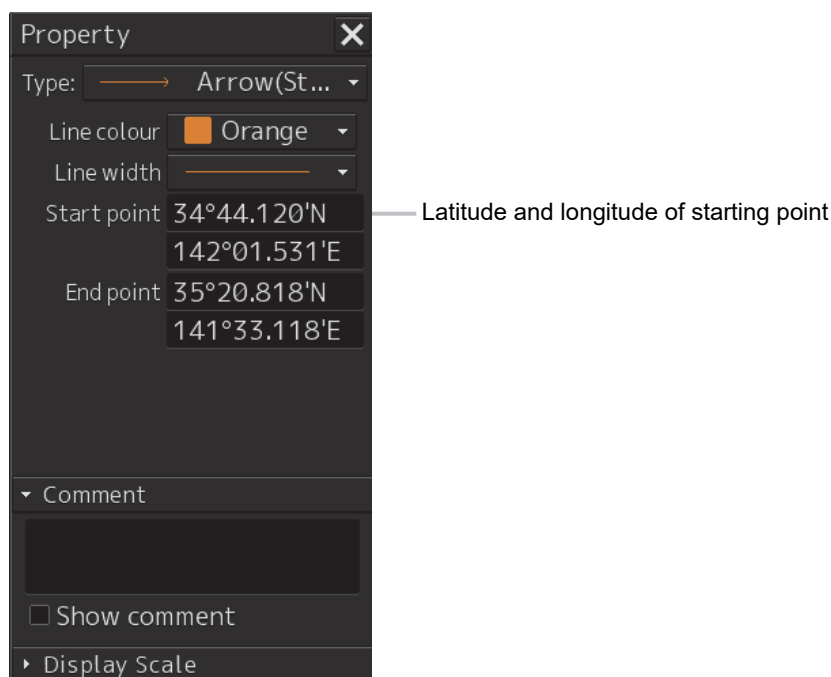 Property
Type: Arrow(St...
Line colour Orange
Line width
Start point 34°44.120'N
Latitude and longitude of starting point
142°01.531'E
End point 35°20.818'N
141°33.118'E
Comment
Show comment
Display Scale